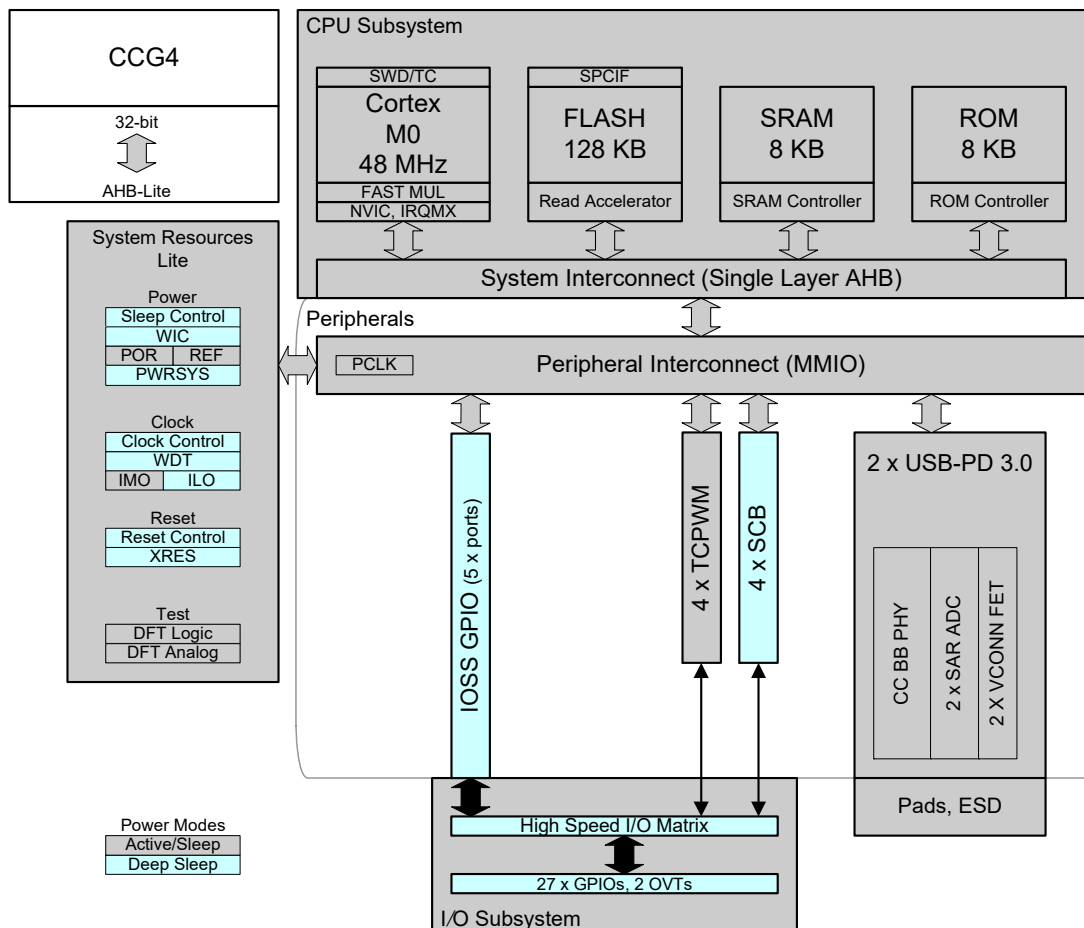 CCG4
32-bit
AHB-Lite
CPU Subsystem
SWD/TC
Cortex
M0
48 MHz
FAST MUL
NVIC, IRQMX
SPCIF
FLASH
128 KB
Read Accelerator
SRAM
8 KB
SRAM Controller
ROM
8 KB
ROM Controller
System Interconnect (Single Layer AHB)
System Resources
Lite
Power
Sleep Control
WIC
POR REF
PWRSYS
Clock
Clock Control
WDT
IMO ILO
Reset
Reset Control
XRES
Test
DFT Logic
DFT Analog
Peripherals
PCLK
Peripheral Interconnect (MMIO)
IOSS GPIO (5 x ports)
4 x TCPWM
4 x SCB
2 x USB-PD 3.0
CC BB PHY
2 x SAR ADC
2 X VCONN FET
Pads, ESD
High Speed I/O Matrix
27 x GPIOs, 2 OVTs
I/O Subsystem
Power Modes
Active/Sleep
Deep Sleep